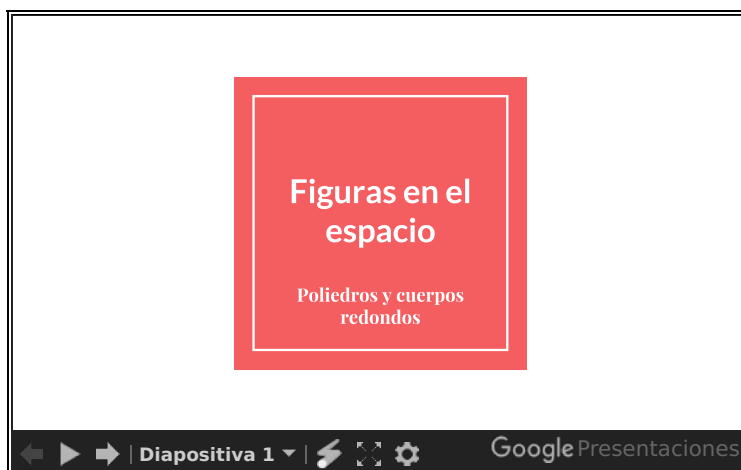 Figuras en el
espacio
Poliedros y cuerpos
redondos
Diapositiva 1
Google Presentaciones